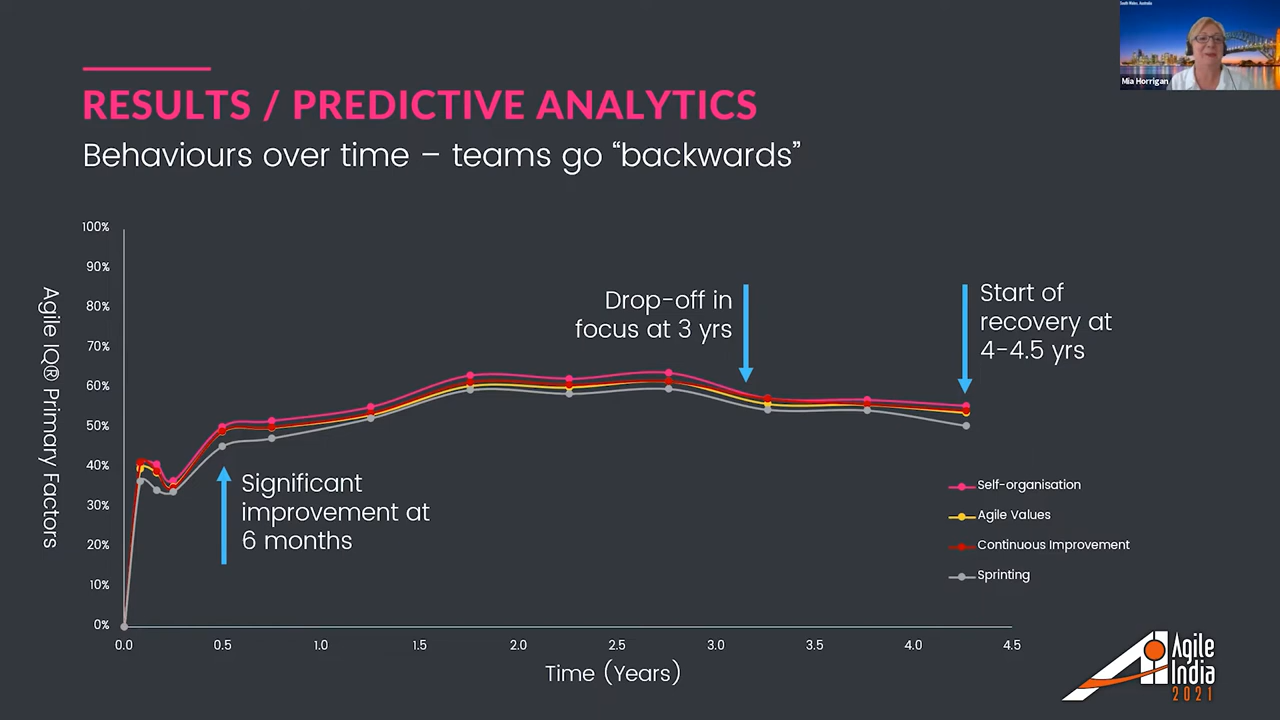 South Wales, Australia
Mia Horrigan
RESULTS / PREDICTIVE ANALYTICS
Behaviours over time – teams go “backwards”
Agile IQ® Primary Factors
100%
90%
80%
70%
60%
50%
40%
30%
20%
10%
0%
0.0
0.5
1.0
1.5
2.0
2.5
3.0
3.5
4.0
4.5
Time (Years)
Significant
improvement at
6 months
Drop-off in
focus at 3 yrs
Start of
recovery at
4-4.5 yrs
Self-organisation
Agile Values
Continuous Improvement
Sprinting
Agile
India
2021